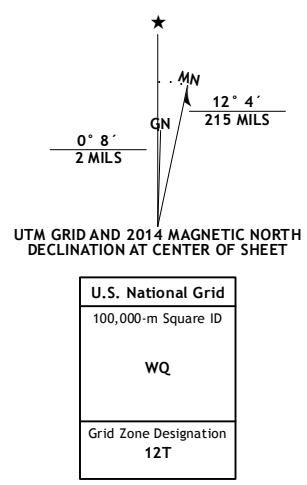 ★
MN
GN
12° 4´
215 MILS
0° 8´
2 MILS
UTM GRID AND 2014 MAGNETIC NORTH
DECLINATION AT CENTER OF SHEET
U.S. National Grid
100,000-m Square ID
WQ
Grid Zone Designation
12T